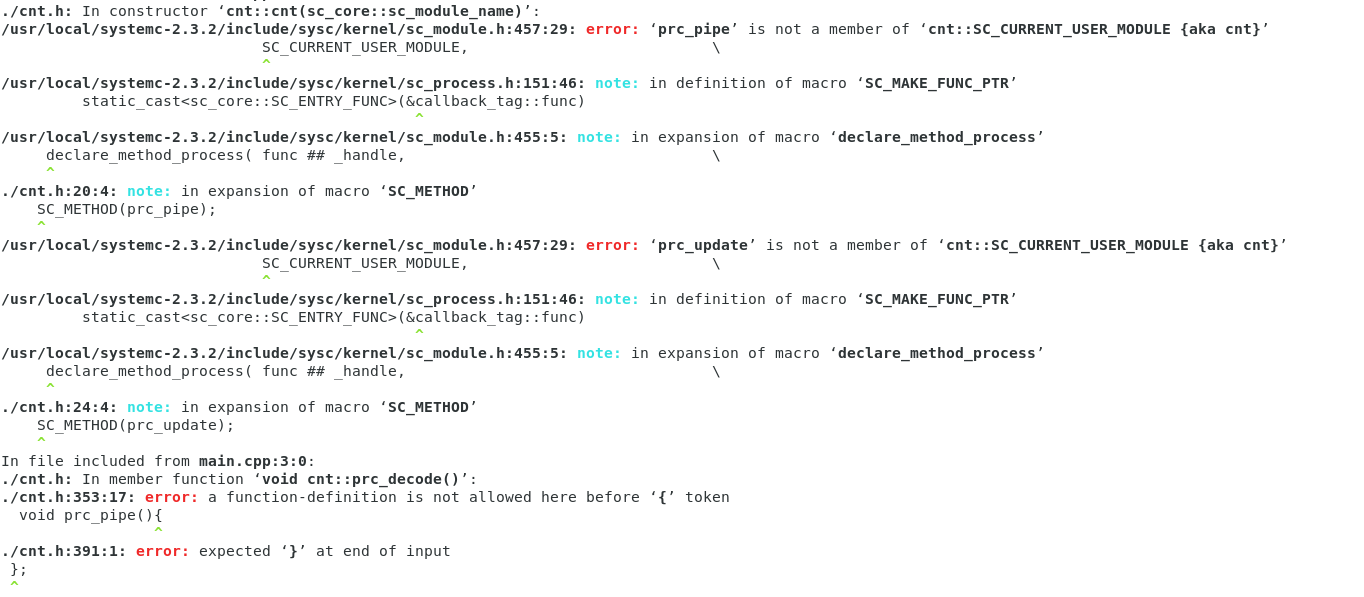 ./cnt.h: In constructor ‘cnt::cnt(sc_core::sc_module_name)’:
/usr/local/systemc-2.3.2/include/sysc/kernel/sc_module.h:457:29: error: ‘prc_pipe’ is not a member of ‘cnt::SC_CURRENT_USER_MODULE {aka cnt}’
                             SC_CURRENT_USER_MODULE,                           \
                             ^
/usr/local/systemc-2.3.2/include/sysc/kernel/sc_process.h:151:46: note: in definition of macro ‘SC_MAKE_FUNC_PTR’
         static_cast<sc_core::SC_ENTRY_FUNC>(&callback_tag::func)
                                              ^
/usr/local/systemc-2.3.2/include/sysc/kernel/sc_module.h:455:5: note: in expansion of macro ‘declare_method_process’
     declare_method_process( func ## _handle,                                  \
     ^
./cnt.h:20:4: note: in expansion of macro ‘SC_METHOD’
    SC_METHOD(prc_pipe);
    ^
/usr/local/systemc-2.3.2/include/sysc/kernel/sc_module.h:457:29: error: ‘prc_update’ is not a member of ‘cnt::SC_CURRENT_USER_MODULE {aka cnt}’
                             SC_CURRENT_USER_MODULE,                           \
                             ^
/usr/local/systemc-2.3.2/include/sysc/kernel/sc_process.h:151:46: note: in definition of macro ‘SC_MAKE_FUNC_PTR’
         static_cast<sc_core::SC_ENTRY_FUNC>(&callback_tag::func)
                                              ^
/usr/local/systemc-2.3.2/include/sysc/kernel/sc_module.h:455:5: note: in expansion of macro ‘declare_method_process’
     declare_method_process( func ## _handle,                                  \
     ^
./cnt.h:24:4: note: in expansion of macro ‘SC_METHOD’
    SC_METHOD(prc_update);
    ^
In file included from main.cpp:3:0:
./cnt.h: In member function ‘void cnt::prc_decode()’:
./cnt.h:353:17: error: a function-definition is not allowed here before ‘{’ token
  void prc_pipe(){
                 ^
./cnt.h:391:1: error: expected ‘}’ at end of input
 };
 ^